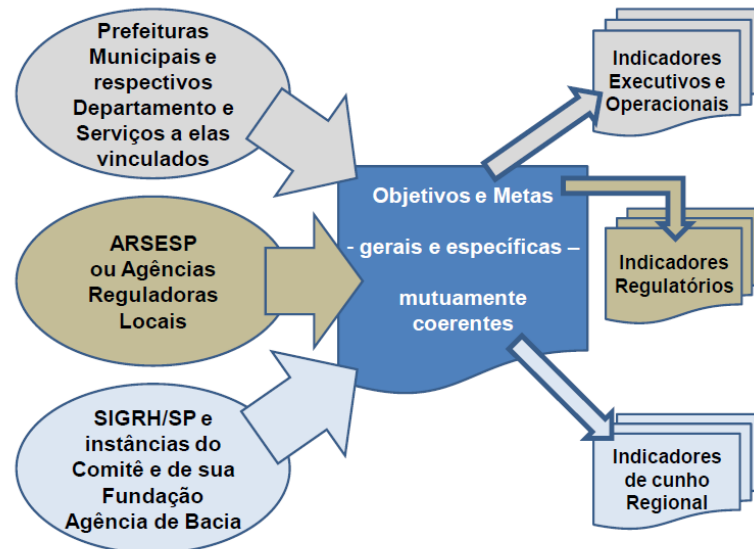 Prefeituras
Municipais e
respectivos
Departamento e
Serviços a elas
vinculados
ARSESP
ou Agências
Reguladoras
Locais
SIGRH/SP e
instâncias do
Comitê e de sua
Fundação
Agência de Bacia
Objetivos e Metas
- gerais e específicas –
mutuamente
coerentes
Indicadores
Executivos e
Operacionais
Indicadores
Regulatórios
Indicadores
de cunho
Regional